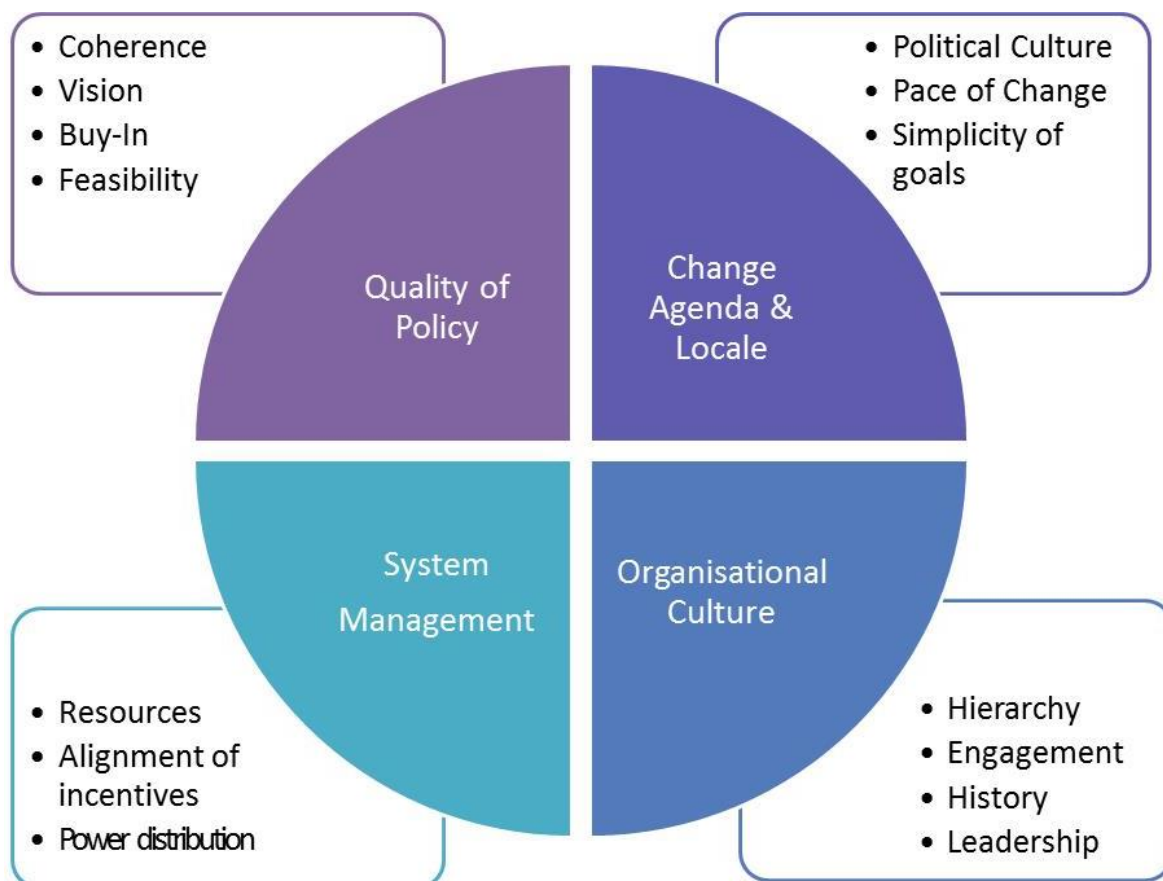 • Coherence
• Vision
• Buy-In
• Feasibility
• Political Culture
• Pace of Change
• Simplicity of
goals
Quality of
Policy
Change
Agenda &
Locale
System
Management
Organisational
Culture
• Resources
• Alignment of
incentives
• Power distribution
• Hierarchy
• Engagement
• History
• Leadership